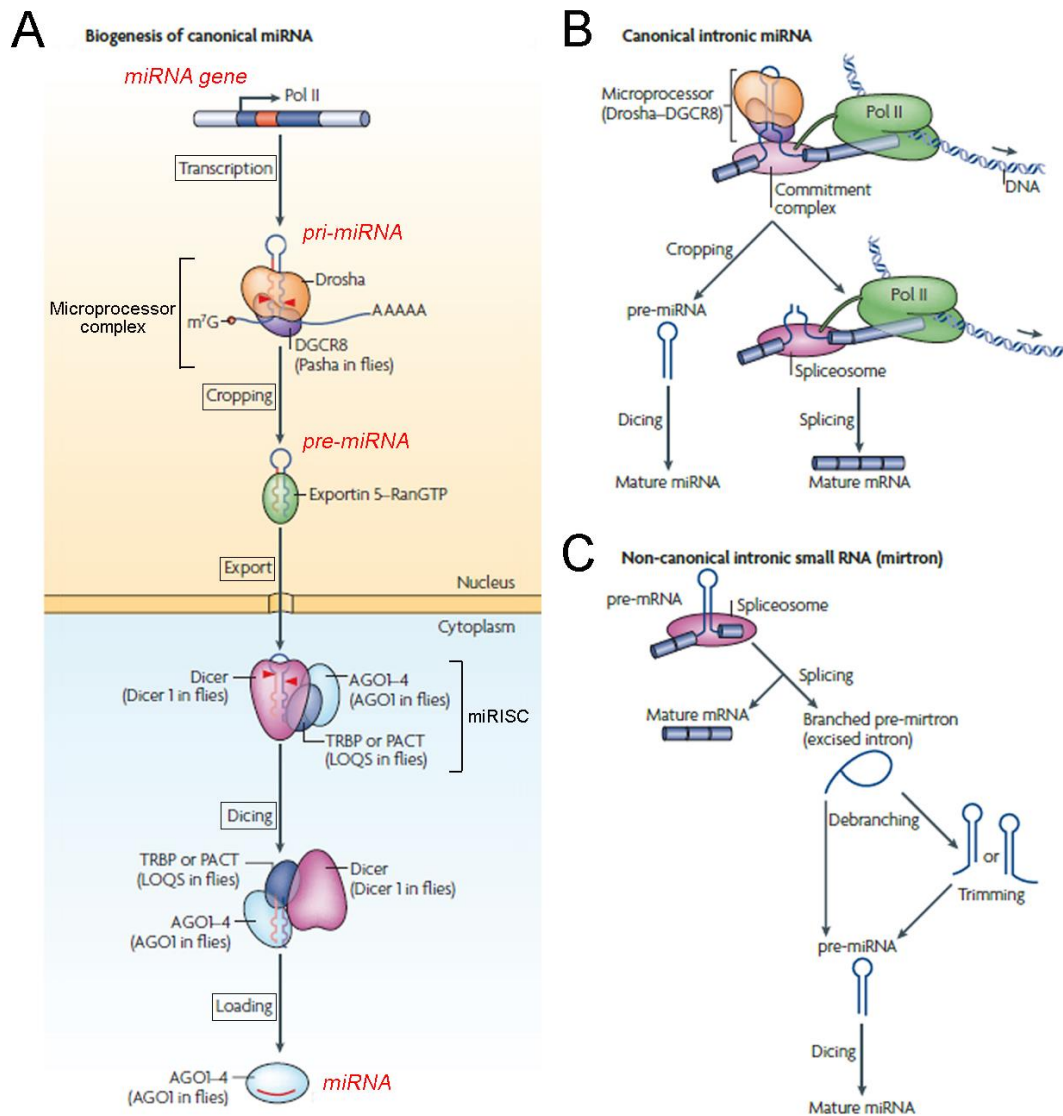 A
Biogenesis of canonical miRNA
miRNA gene
Pol II
Transcription
pri-miRNA
Drosha
Microprocessor
complex
m⁷G
AAAAA
DGCR8
(Pasha in flies)
Cropping
pre-miRNA
Exportin 5–RanGTP
Export
Nucleus
Cytoplasm
Dicer
(Dicer 1 in flies)
AGO1–4
(AGO1 in flies)
miRISC
TRBP or PACT
(LOQS in flies)
Dicing
TRBP or PACT
(LOQS in flies)
Dicer
(Dicer 1 in flies)
AGO1–4
(AGO1 in flies)
Loading
AGO1–4
(AGO1 in flies)
miRNA
B
Canonical intronic miRNA
Microprocessor
(Drosha–DGCR8)
Pol II
DNA
Commitment
complex
Cropping
pre-miRNA
Pol II
Spliceosome
Dicing
Splicing
Mature miRNA
Mature mRNA
C
Non-canonical intronic small RNA (mirtron)
pre-mRNA
Spliceosome
Splicing
Mature mRNA
Branched pre-mirtron
(excised intron)
Debranching
or
Trimming
pre-miRNA
Dicing
Mature miRNA